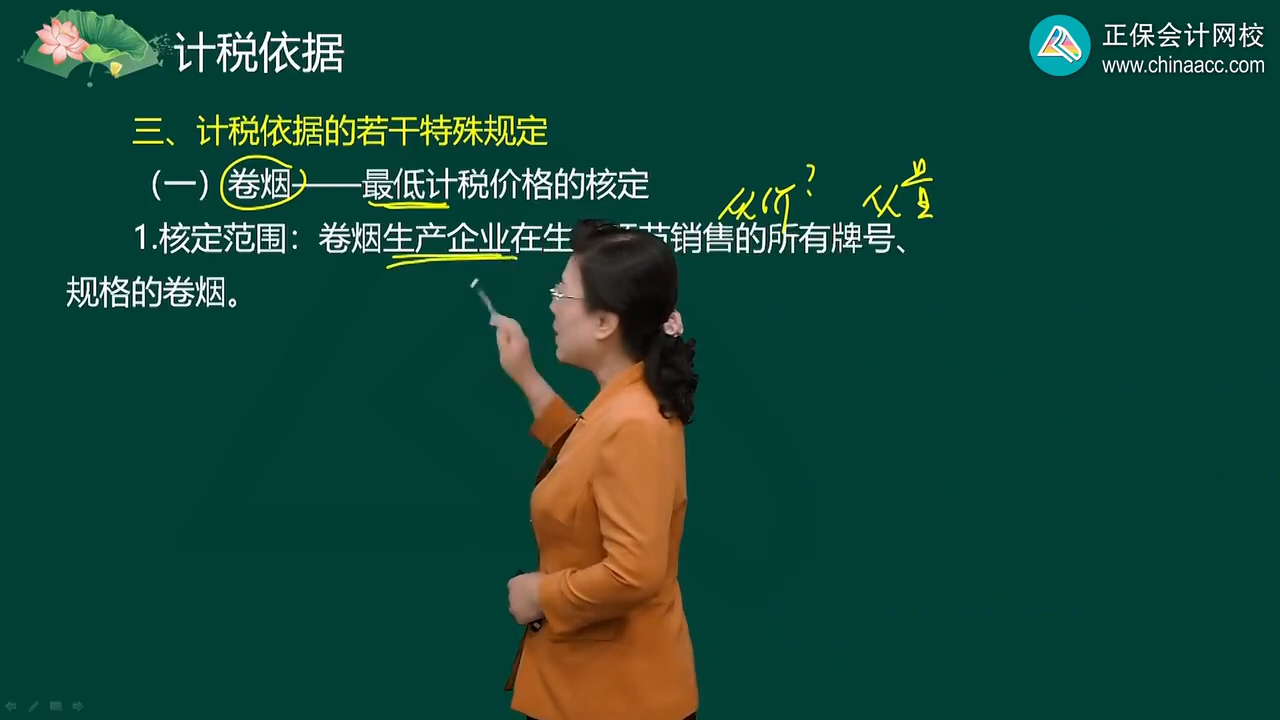 计税依据
正保会计网校
www.chinaacc.com
三、计税依据的若干特殊规定
（一）卷烟——最低计税价格的核定
从价？ 从量
1.核定范围：卷烟生产企业在生 销售的所有牌号、
规格的卷烟。